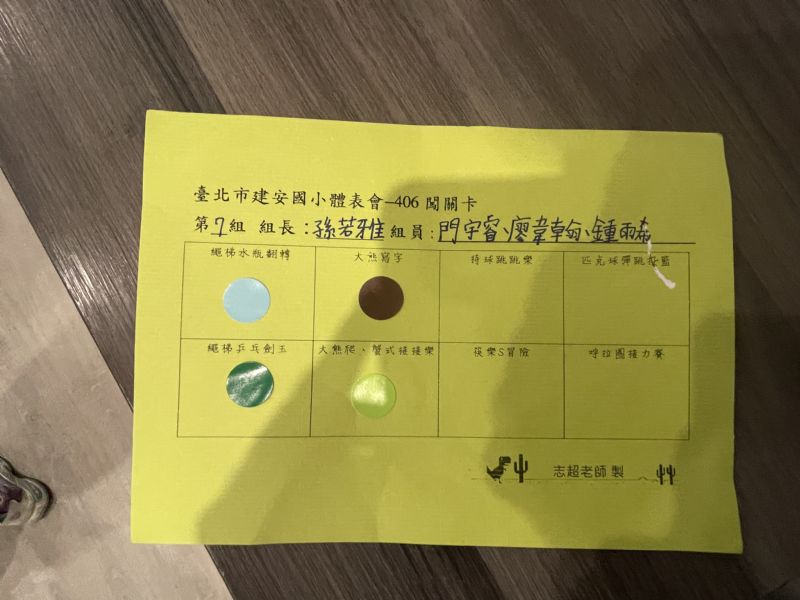 臺北市建安國小體表會–406 闖關卡
第7組 組長：孫若雅 組員：門宇睿、廖韋翰、鍾雨希
繩梯水瓶翻轉 大熊寫字 持球跳跳樂 匹克球彈跳投籃
繩梯乒乓劍玉 大熊爬、蟹式接接樂 筷樂S冒險 呼拉圈接力賽
志超老師 製